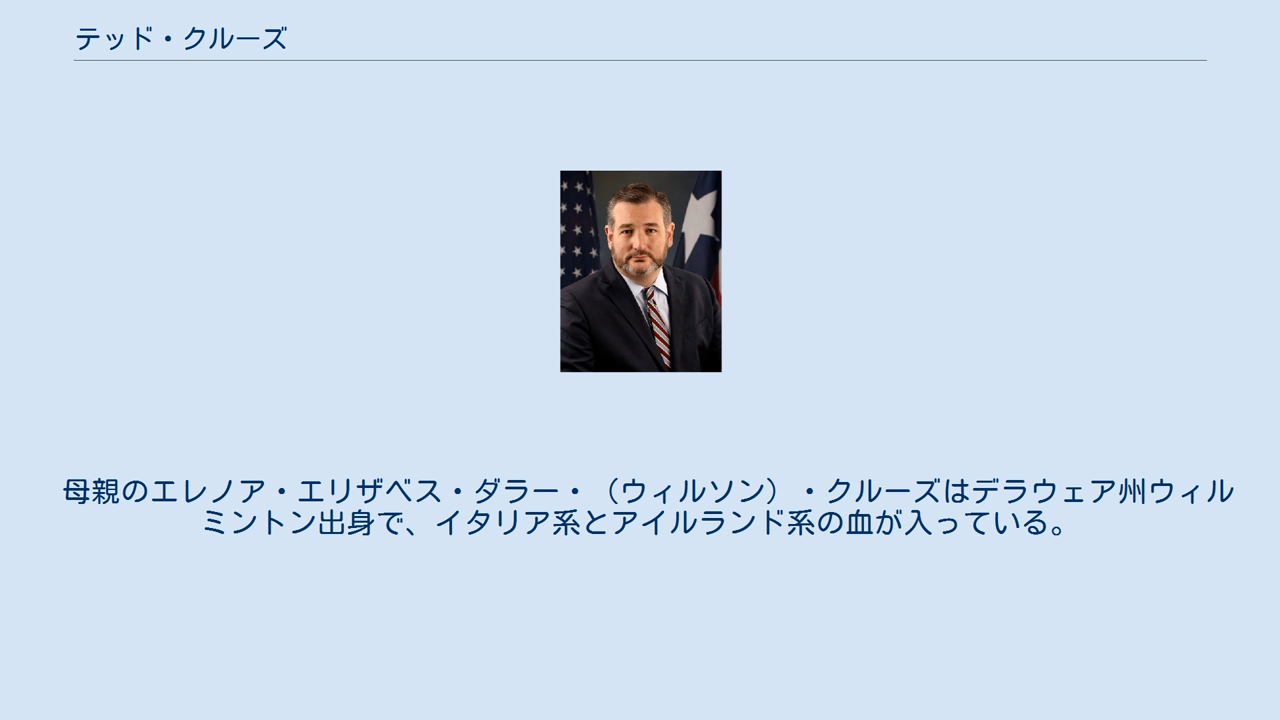 テッド・クルーズ
母親のエレノア・エリザベス・ダラー・（ウィルソン）・クルーズはデラウェア州ウィル
ミントン出身で、イタリア系とアイルランド系の血が入っている。